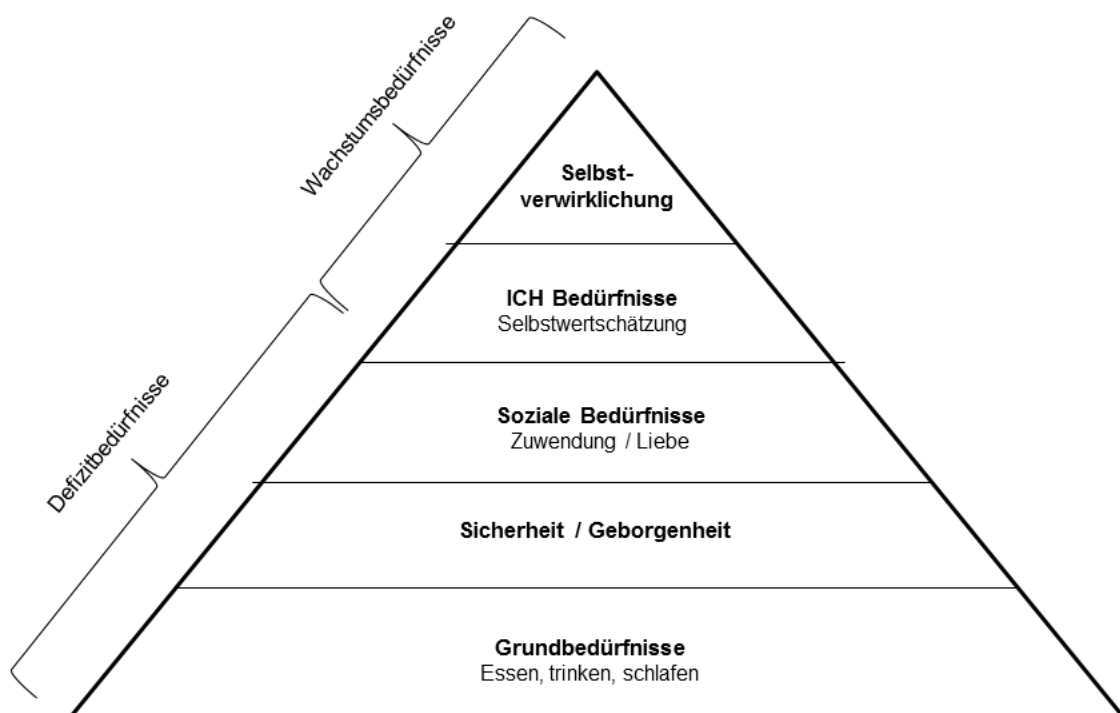 Wachstumsbedürfnisse
Defizitbedürfnisse
Selbst-
verwirklichung
ICH Bedürfnisse
Selbstwertschätzung
Soziale Bedürfnisse
Zuwendung / Liebe
Sicherheit / Geborgenheit
Grundbedürfnisse
Essen, trinken, schlafen